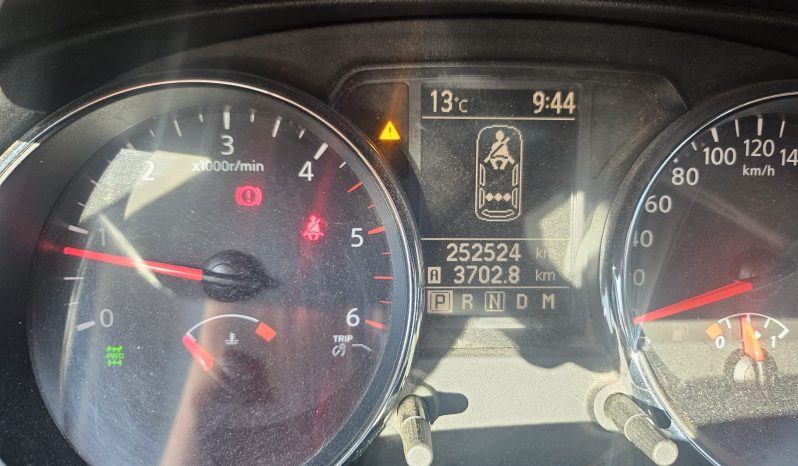 13°C 9:44
x1000r/min
0 1 2 3 4 5 6
4WD
TRIP
252524 km
A 3702.8 km
P R N D M
0 40 60 80 100 120 14
km/h
0 1